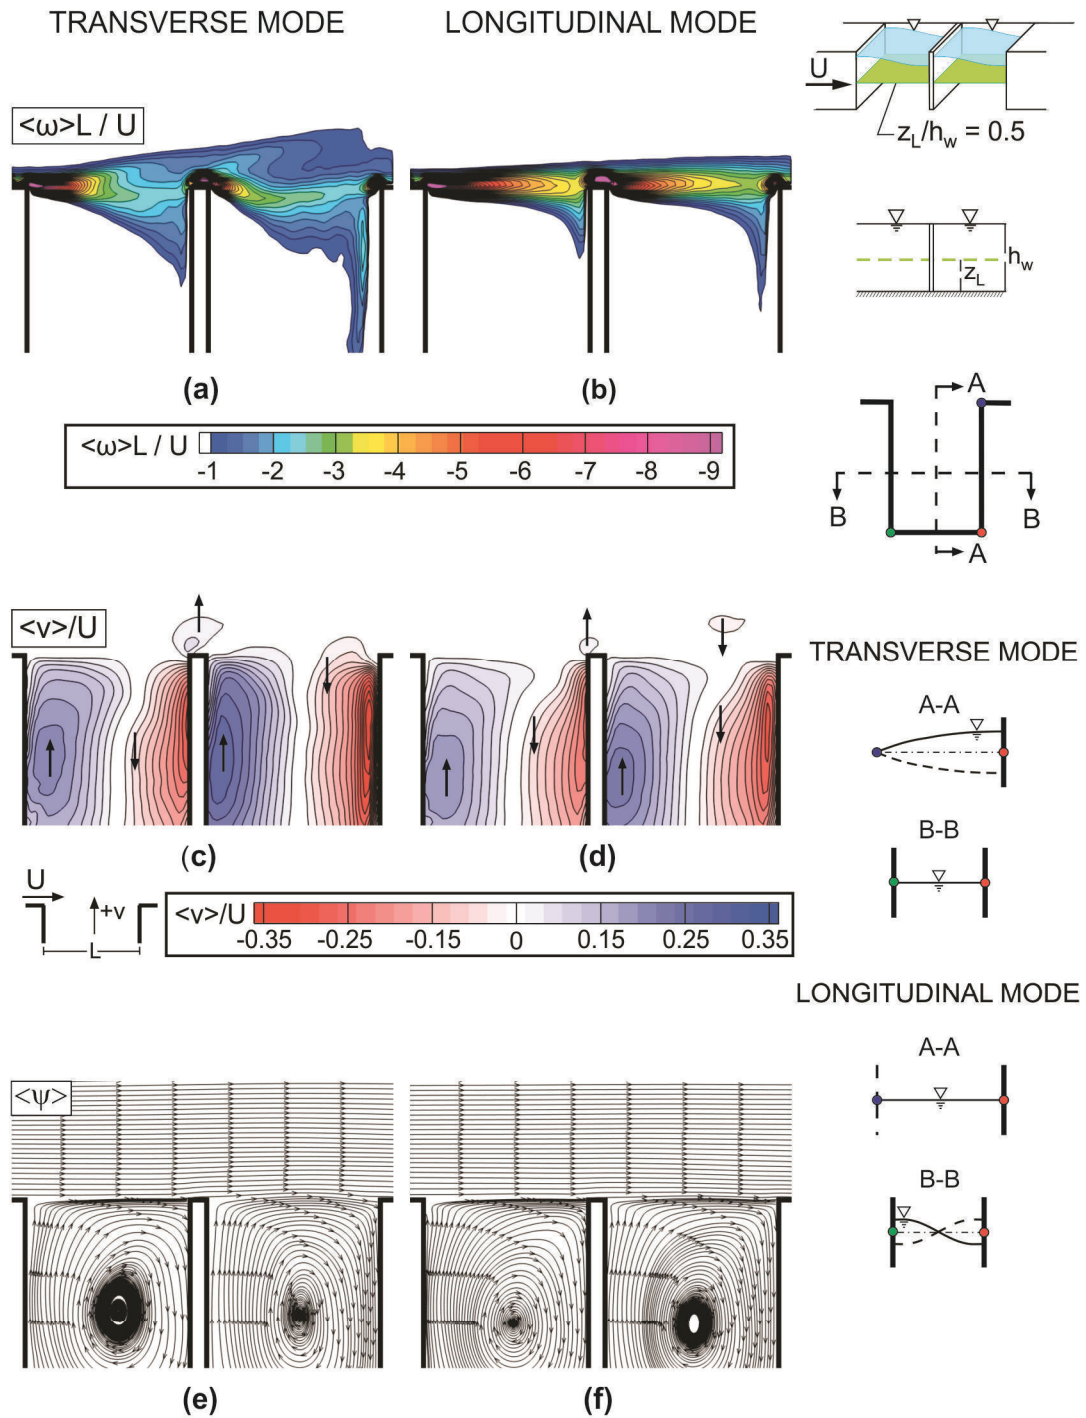 TRANSVERSE MODE
LONGITUDINAL MODE
U
z_L/h_w = 0.5
<ω>L / U
h_w
z_L
(a)
(b)
<ω>L / U
-1 -2 -3 -4 -5 -6 -7 -8 -9
A
B
B
A
<v>/U
TRANSVERSE MODE
A-A
B-B
(c)
(d)
U
+v
L
<v>/U
-0.35 -0.25 -0.15 0 0.15 0.25 0.35
LONGITUDINAL MODE
A-A
B-B
<ψ>
(e)
(f)